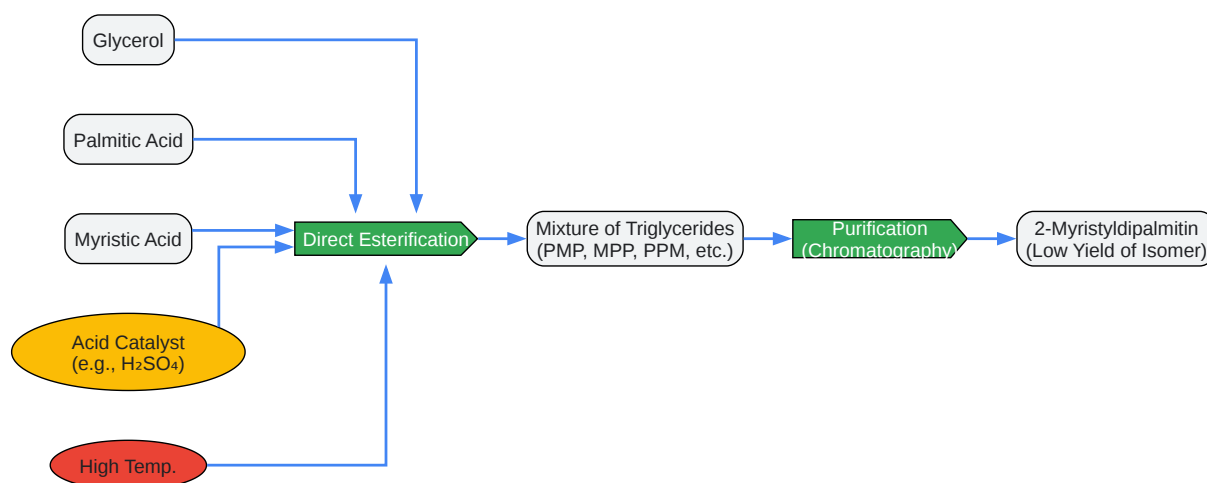 Glycerol
Palmitic Acid
Myristic Acid
Direct Esterification
Mixture of Triglycerides
(PMP, MPP, PPM, etc.)
Purification
(Chromatography)
2-Myristyldipalmitin
(Low Yield of Isomer)
Acid Catalyst
(e.g., H₂SO₄)
High Temp.